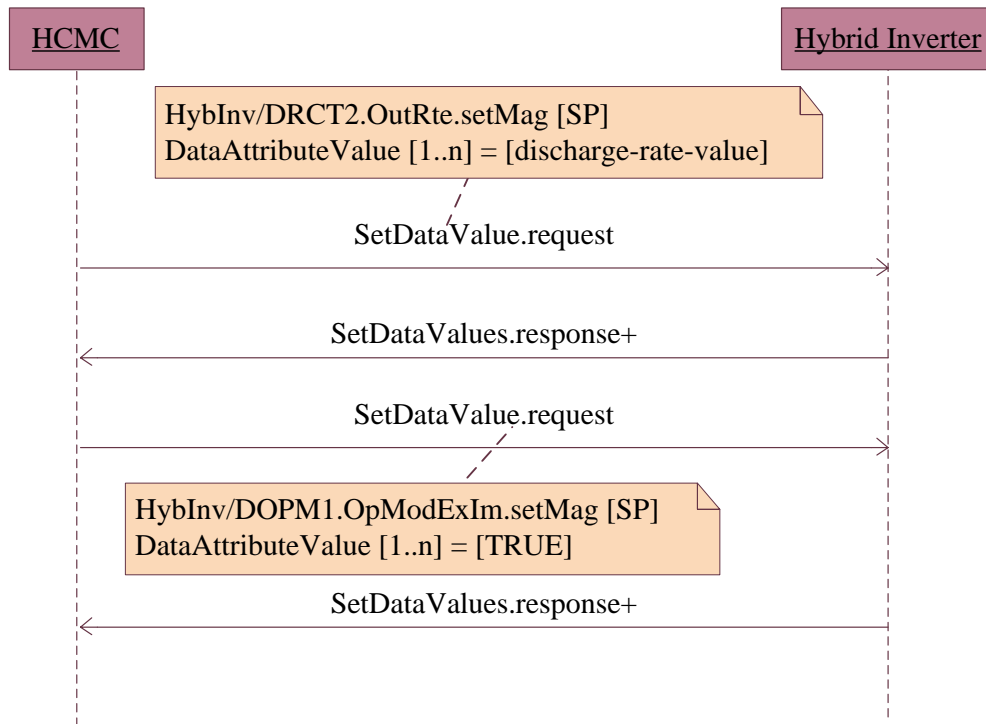 HCMC
Hybrid Inverter
HybInv/DRCT2.OutRte.setMag [SP]
DataAttributeValue [1..n] = [discharge-rate-value]
SetDataValue.request
SetDataValues.response+
SetDataValue.request
HybInv/DOPM1.OpModExIm.setMag [SP]
DataAttributeValue [1..n] = [TRUE]
SetDataValues.response+